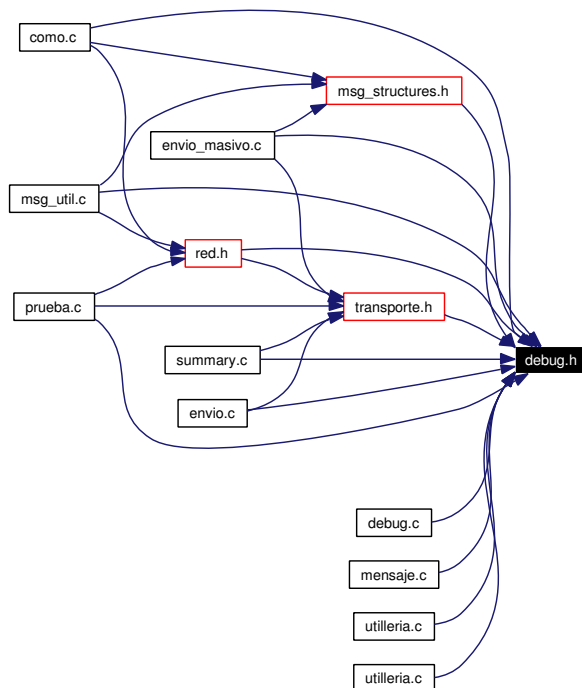 como.c
msg_structures.h
envio_masivo.c
msg_util.c
red.h
prueba.c
transporte.h
summary.c
debug.h
envio.c
debug.c
mensaje.c
utilleria.c
utilleria.c